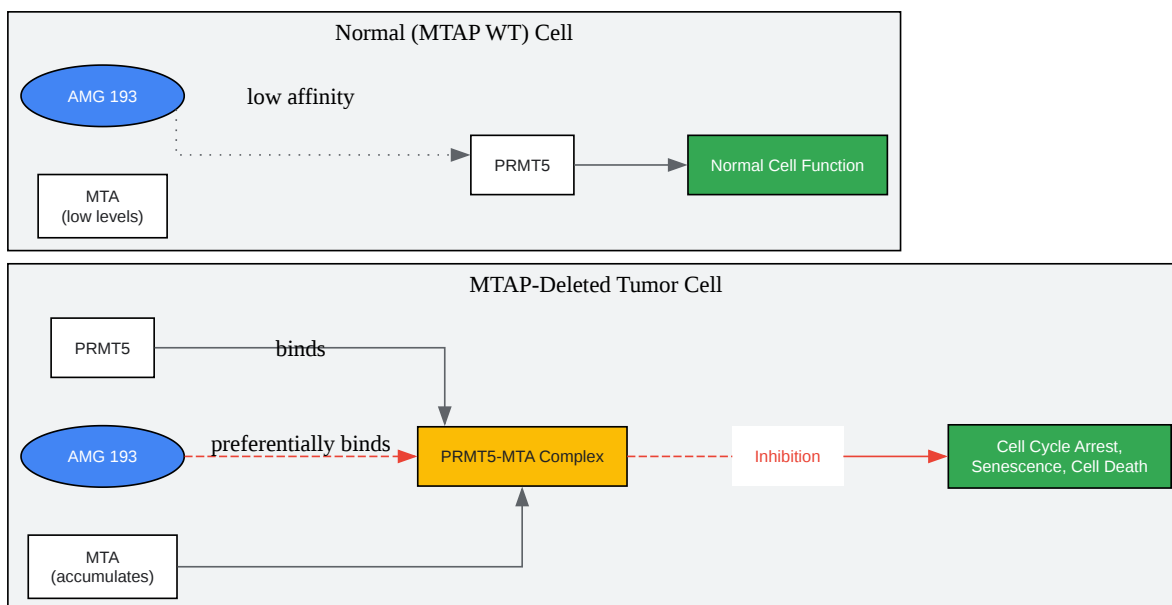 Normal (MTAP WT) Cell
AMG 193
low affinity
PRMT5
Normal Cell Function
MTA
(low levels)
MTAP-Deleted Tumor Cell
PRMT5
binds
AMG 193
preferentially binds
PRMT5-MTA Complex
Inhibition
Cell Cycle Arrest,
Senescence, Cell Death
MTA
(accumulates)